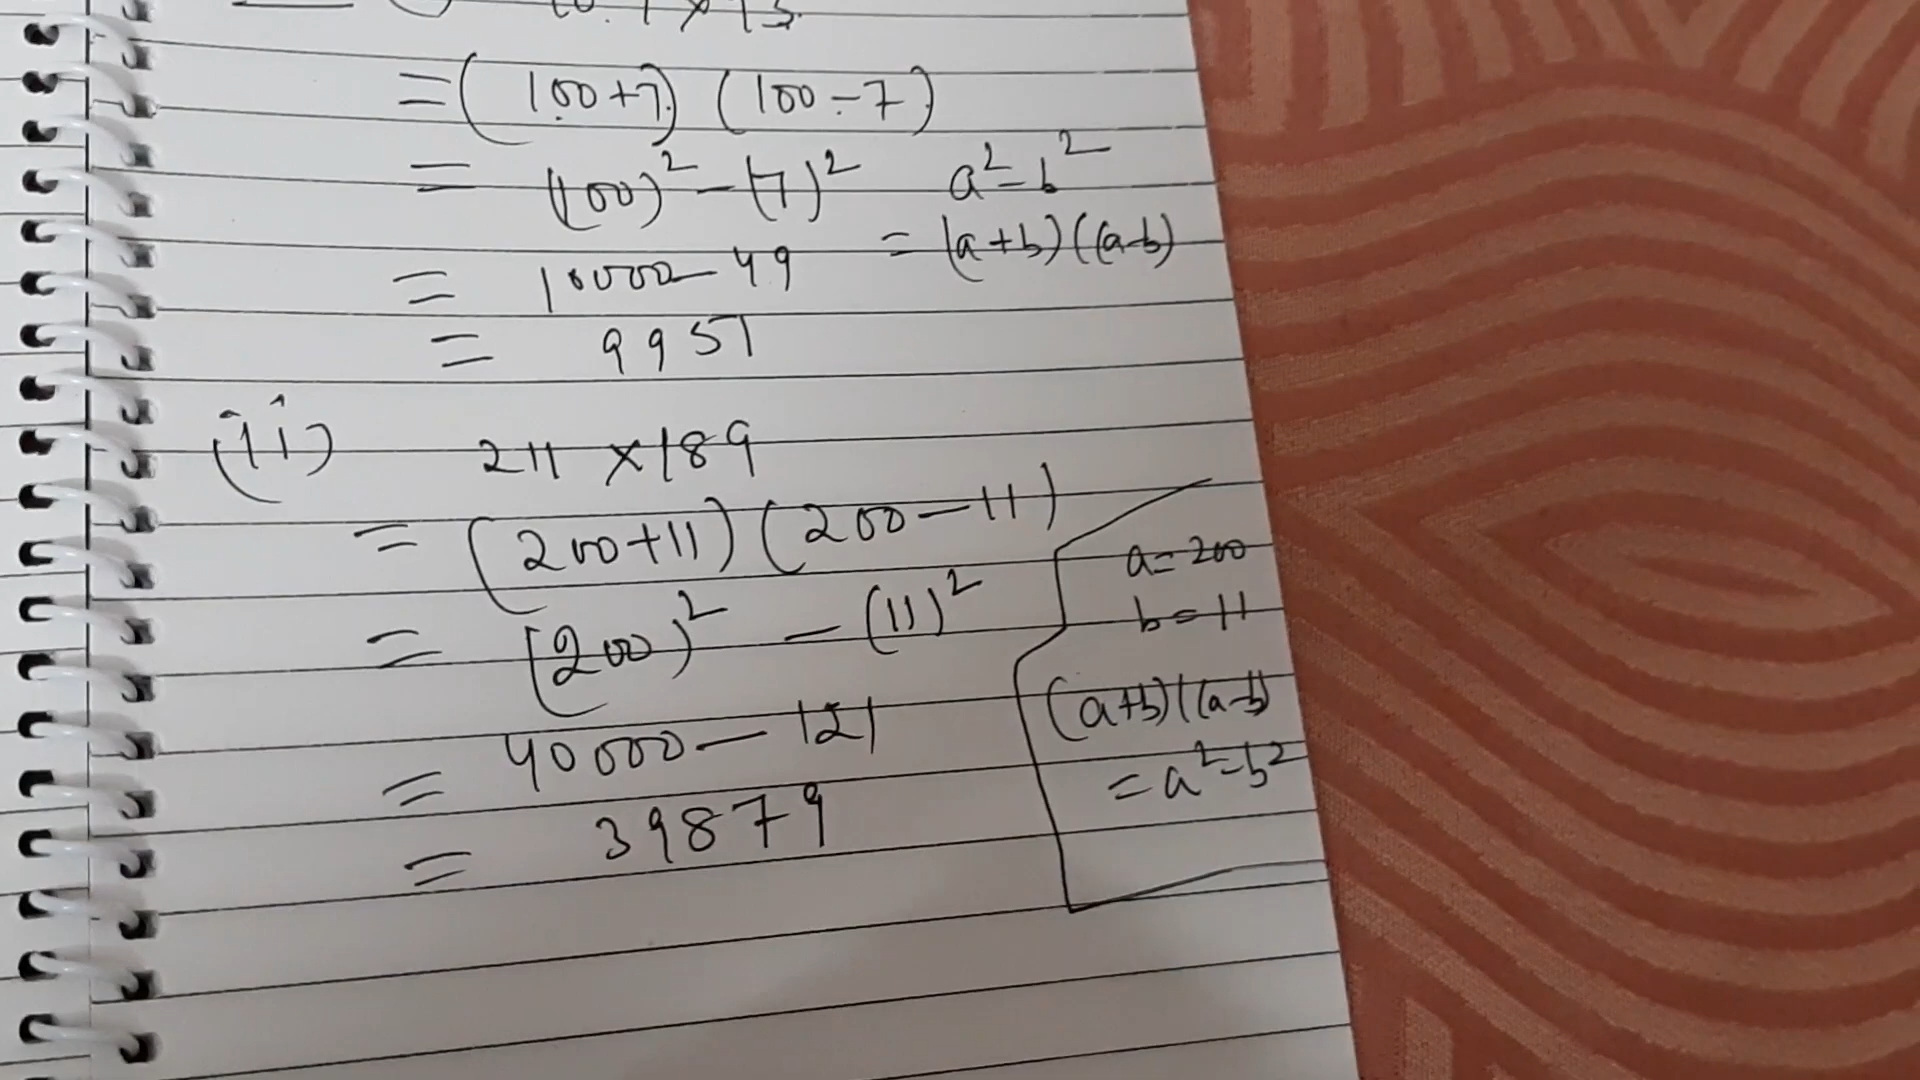 = (100+7) (100-7)
= (100)² - (7)² a²-b²
= 10000-49 = (a+b)((a-b)
= 9951
(ii) 211 × 189
= (200+11) (200-11)
a = 200
= (200)² - (11)² b = 11
= 40000 - 121 (a+b)((a-b)
= a²-b²
= 39879